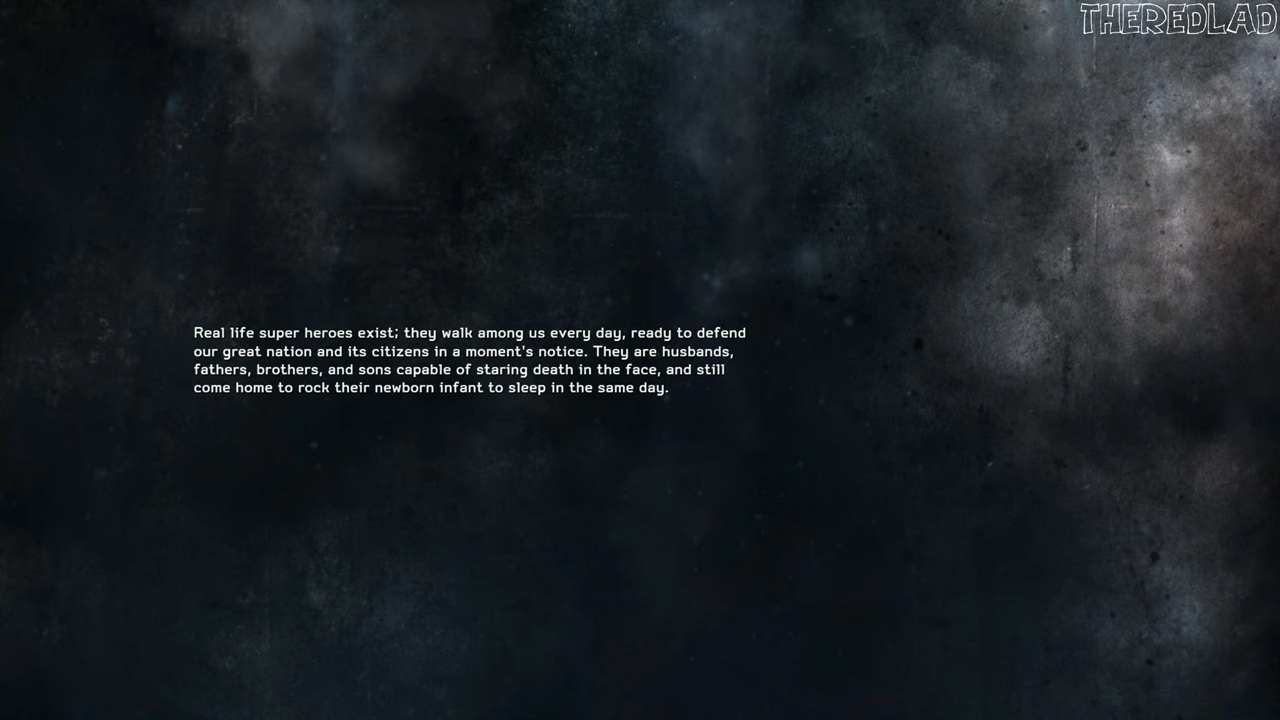 THEREDLAD
Real life super heroes exist; they walk among us every day, ready to defend
our great nation and its citizens in a moment's notice. They are husbands,
fathers, brothers, and sons capable of staring death in the face, and still
come home to rock their newborn infant to sleep in the same day.